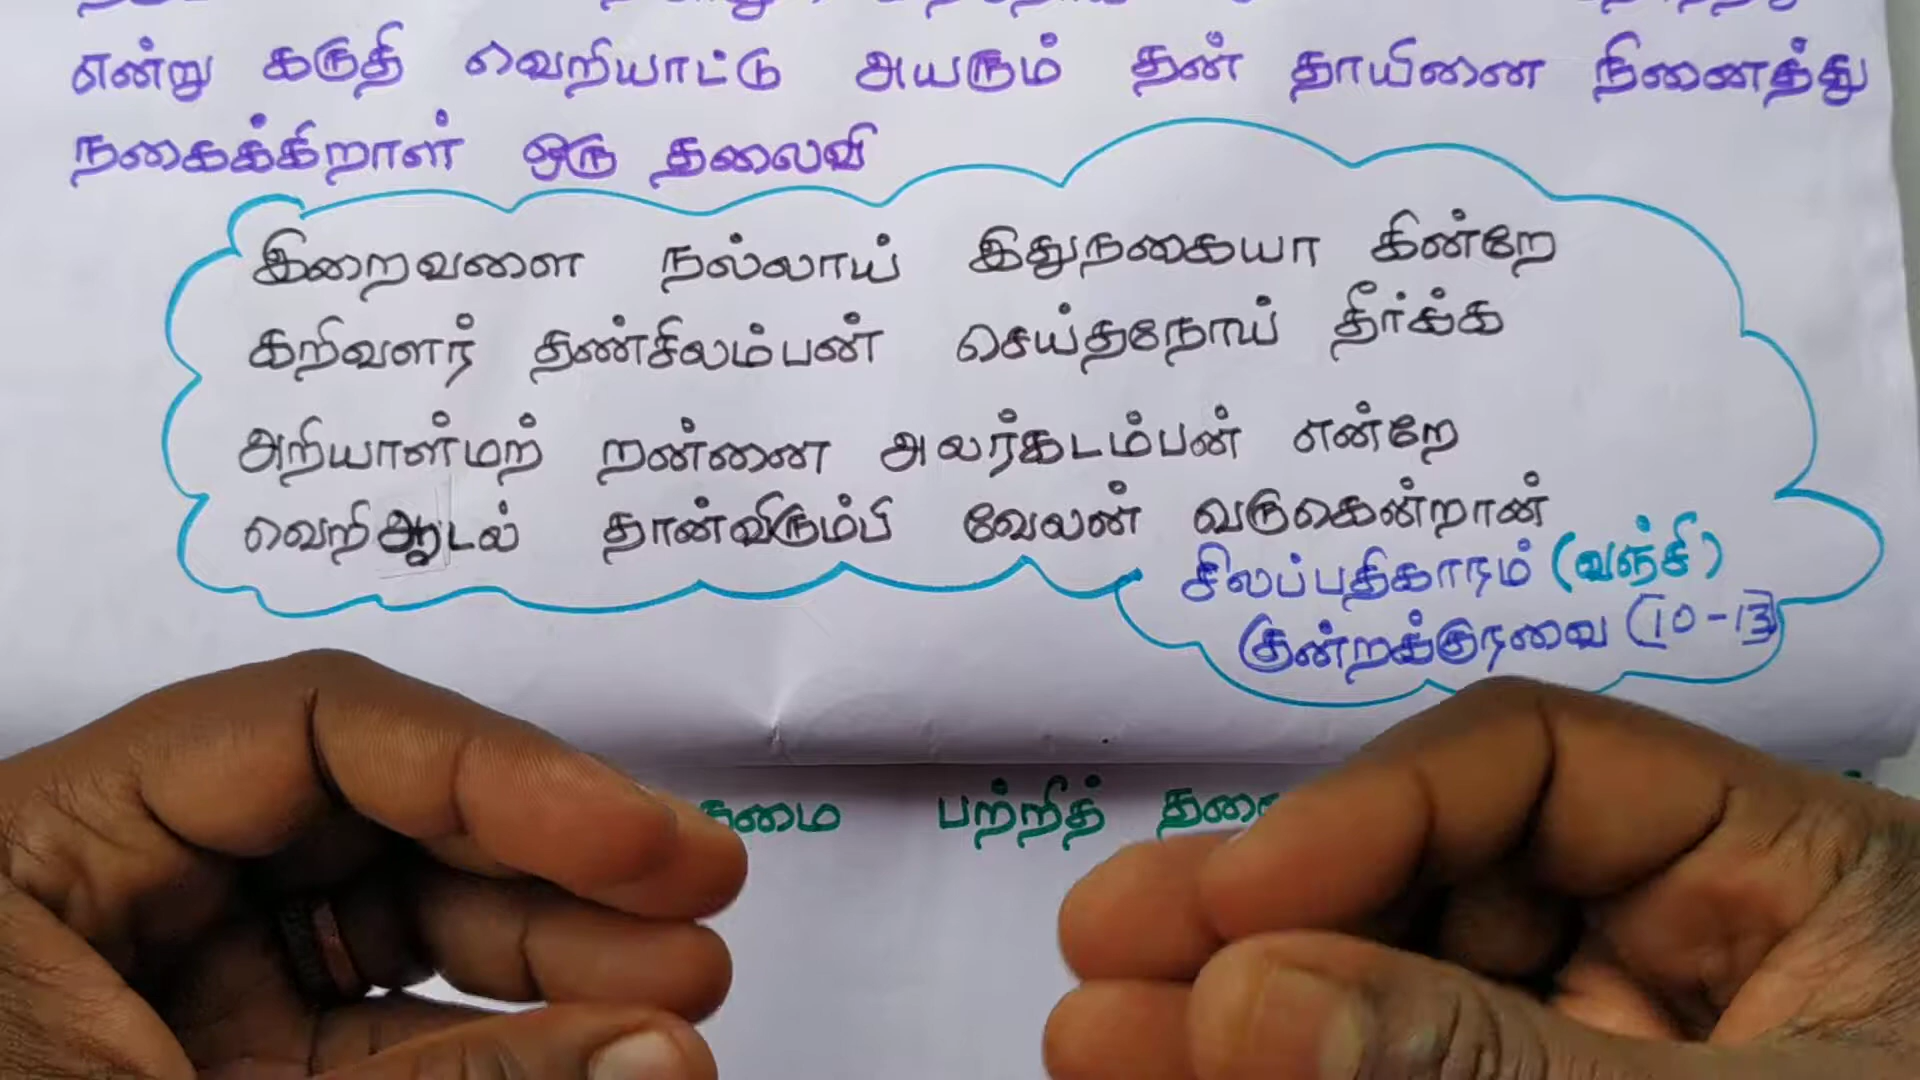 என்று கருதி வெறியாட்டு அயரும் தன் தாயினை நினைத்து
நகைக்கிறாள் ஒரு தலைவி
இறைவளை நல்லாய் இதுநகையா கின்றே
கறிவளர் தண்சிலம்பன் செய்தநோய் தீர்க்க
அறியாள்மற் றன்னை அலர்கடம்பன் என்றே
வெறிஆடல் தான்விரும்பி வேலன் வருகென்றான்
சிலப்பதிகாரம் (வஞ்சி)
குன்றக்குரவை (10-13)
பற்றித்